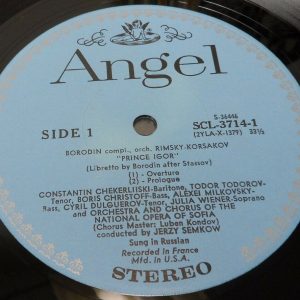 Angel
SIDE 1
S-36446
SCL-3714-1
(2YLA-X-1379) 33⅓
BORODIN compl., orch. RIMSKY-KORSAKOV
"PRINCE IGOR"
(Libretto by Borodin after Stassov)
(1) - Overture
(2) - Prologue
CONSTANTIN CHEKERLIISKI-Baritone, TODOR TODOROV-
Tenor, BORIS CHRISTOFF-Bass, ALEXEI MILKOVSKY-
Tenor, CYRIL DULGUEROV-Tenor, JULIA WIENER-Soprano
and ORCHESTRA AND CHORUS OF THE
NATIONAL OPERA OF SOFIA
(Chorus Master: Luben Kondov)
conducted by JERZY SEMKOW
Sung in Russian
Recorded in France
Mfd. in U.S.A.
STEREO